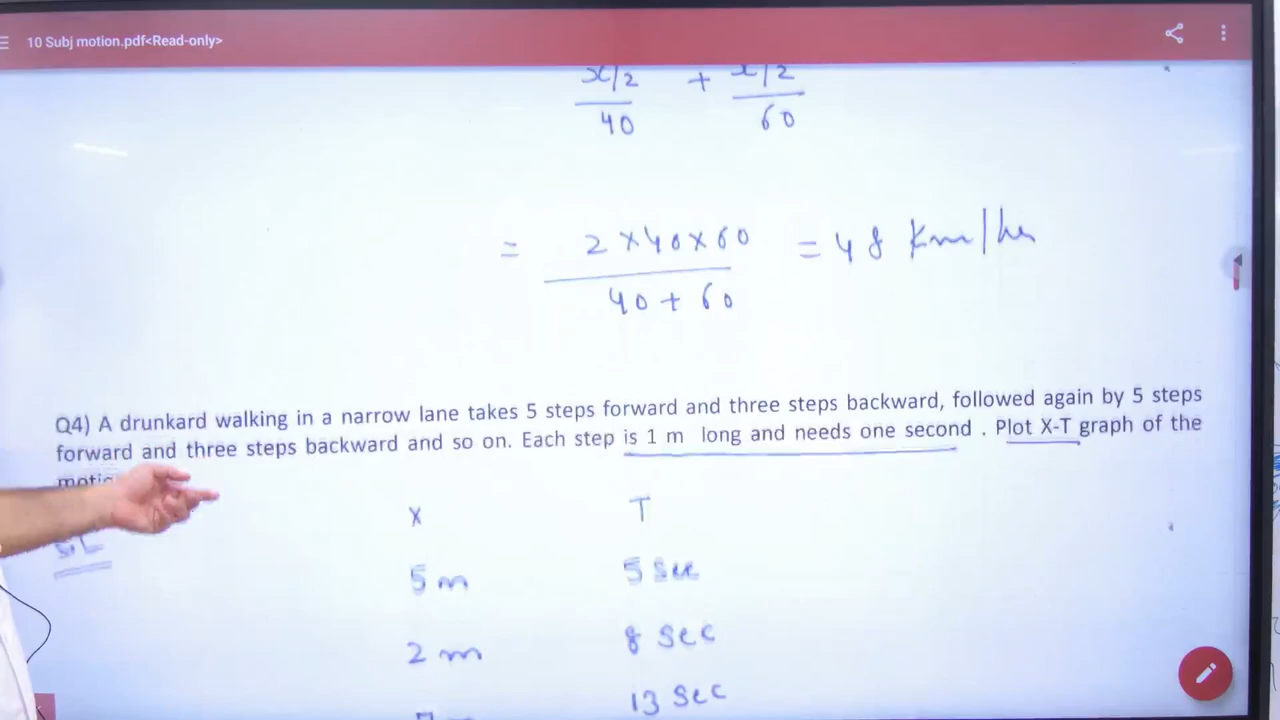 10 Subj motion.pdf<Read-only>
x/2 + x/2
40 60
= 2 x 40 x 60 = 48 Km/hr
40 + 60
Q4) A drunkard walking in a narrow lane takes 5 steps forward and three steps backward, followed again by 5 steps
forward and three steps backward and so on. Each step is 1 m long and needs one second . Plot X-T graph of the
X T
5 m 5 Sec
2 m 8 Sec
13 Sec